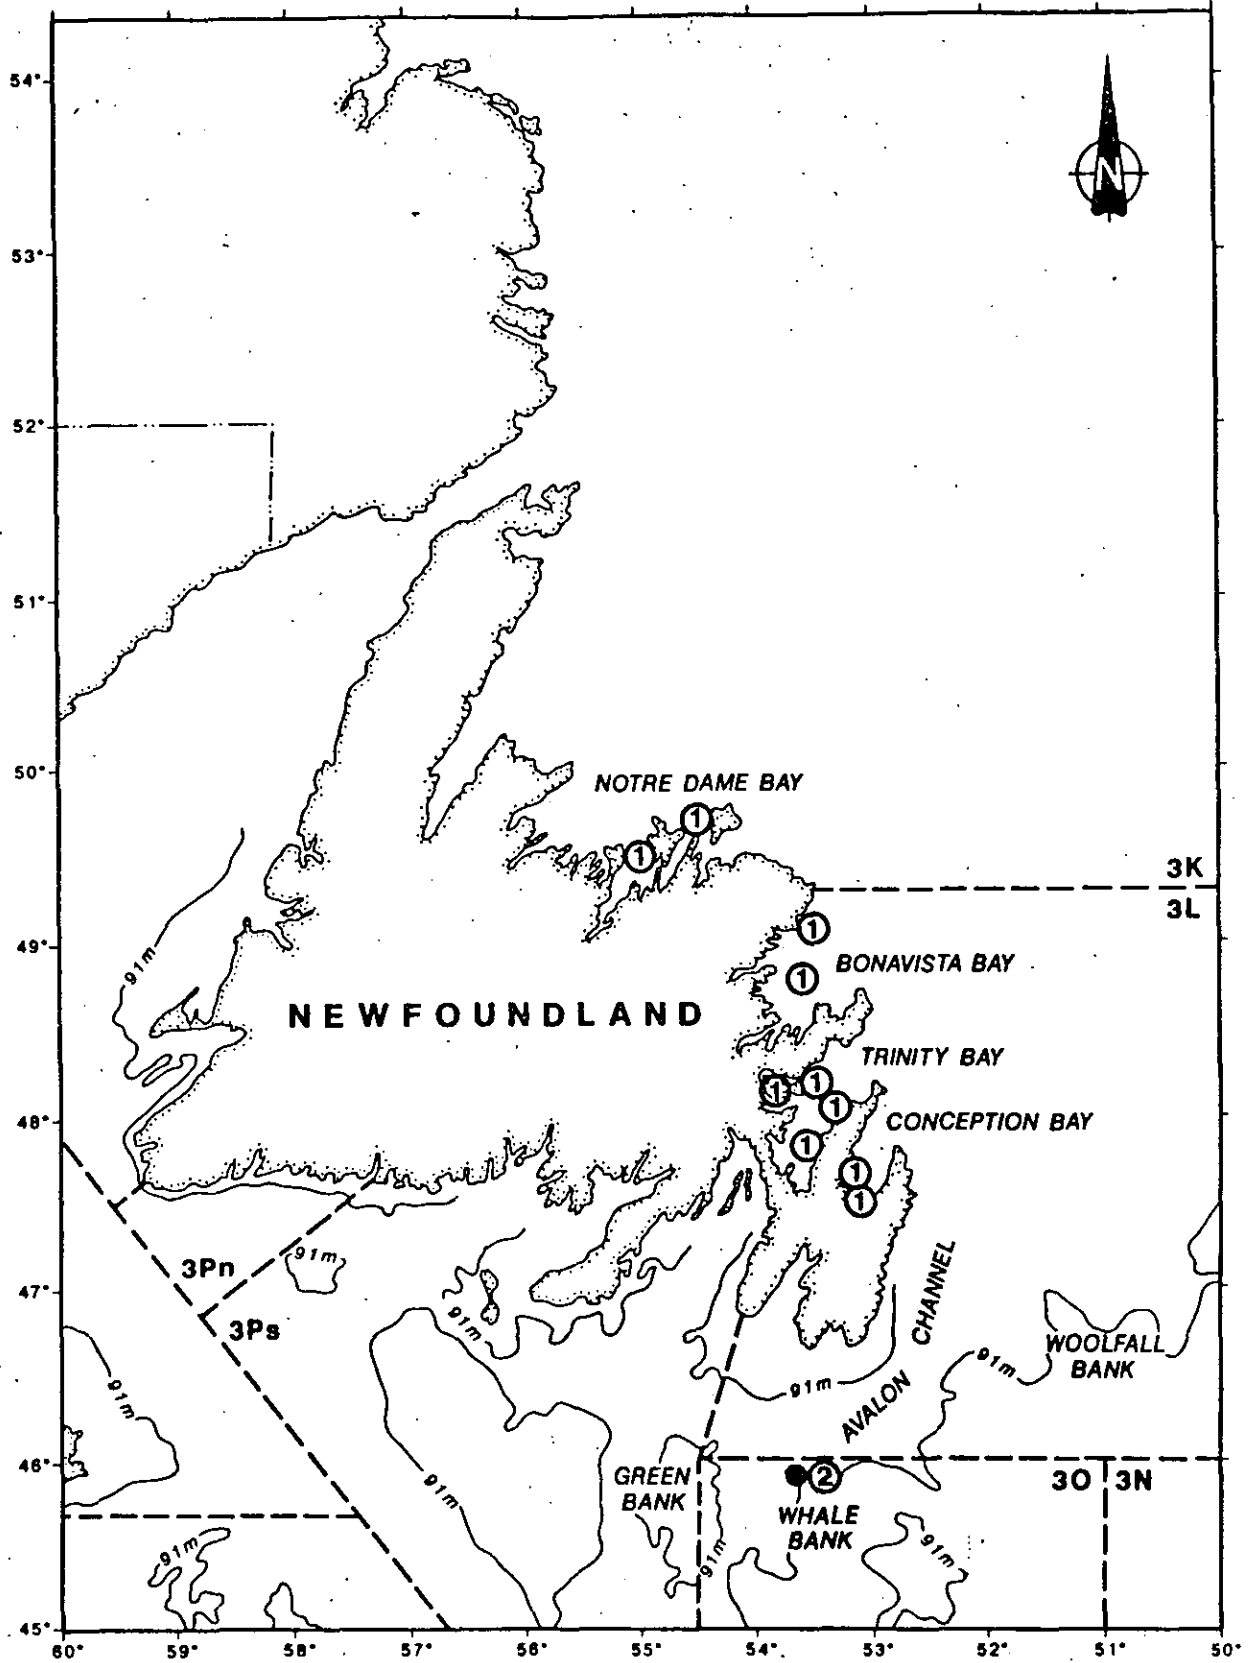 54°
N
53°
52°
51°
50°
NOTRE DAME BAY
1
1
3K
3L
1
49°
91m
BONAVISTA BAY
1
NEWFOUNDLAND
TRINITY BAY
1
1
1
48°
CONCEPTION BAY
1
1
1
3Pn
91m
47°
3Ps
91m
CHANNEL
WOOLFALL
BANK
91m
91m
91m
AVALON
46°
GREEN
BANK
2
3O
3N
91m
WHALE
BANK
91m
91m
91m
45°
60°
59°
58°
57°
56°
55°
54°
53°
52°
51°
50°